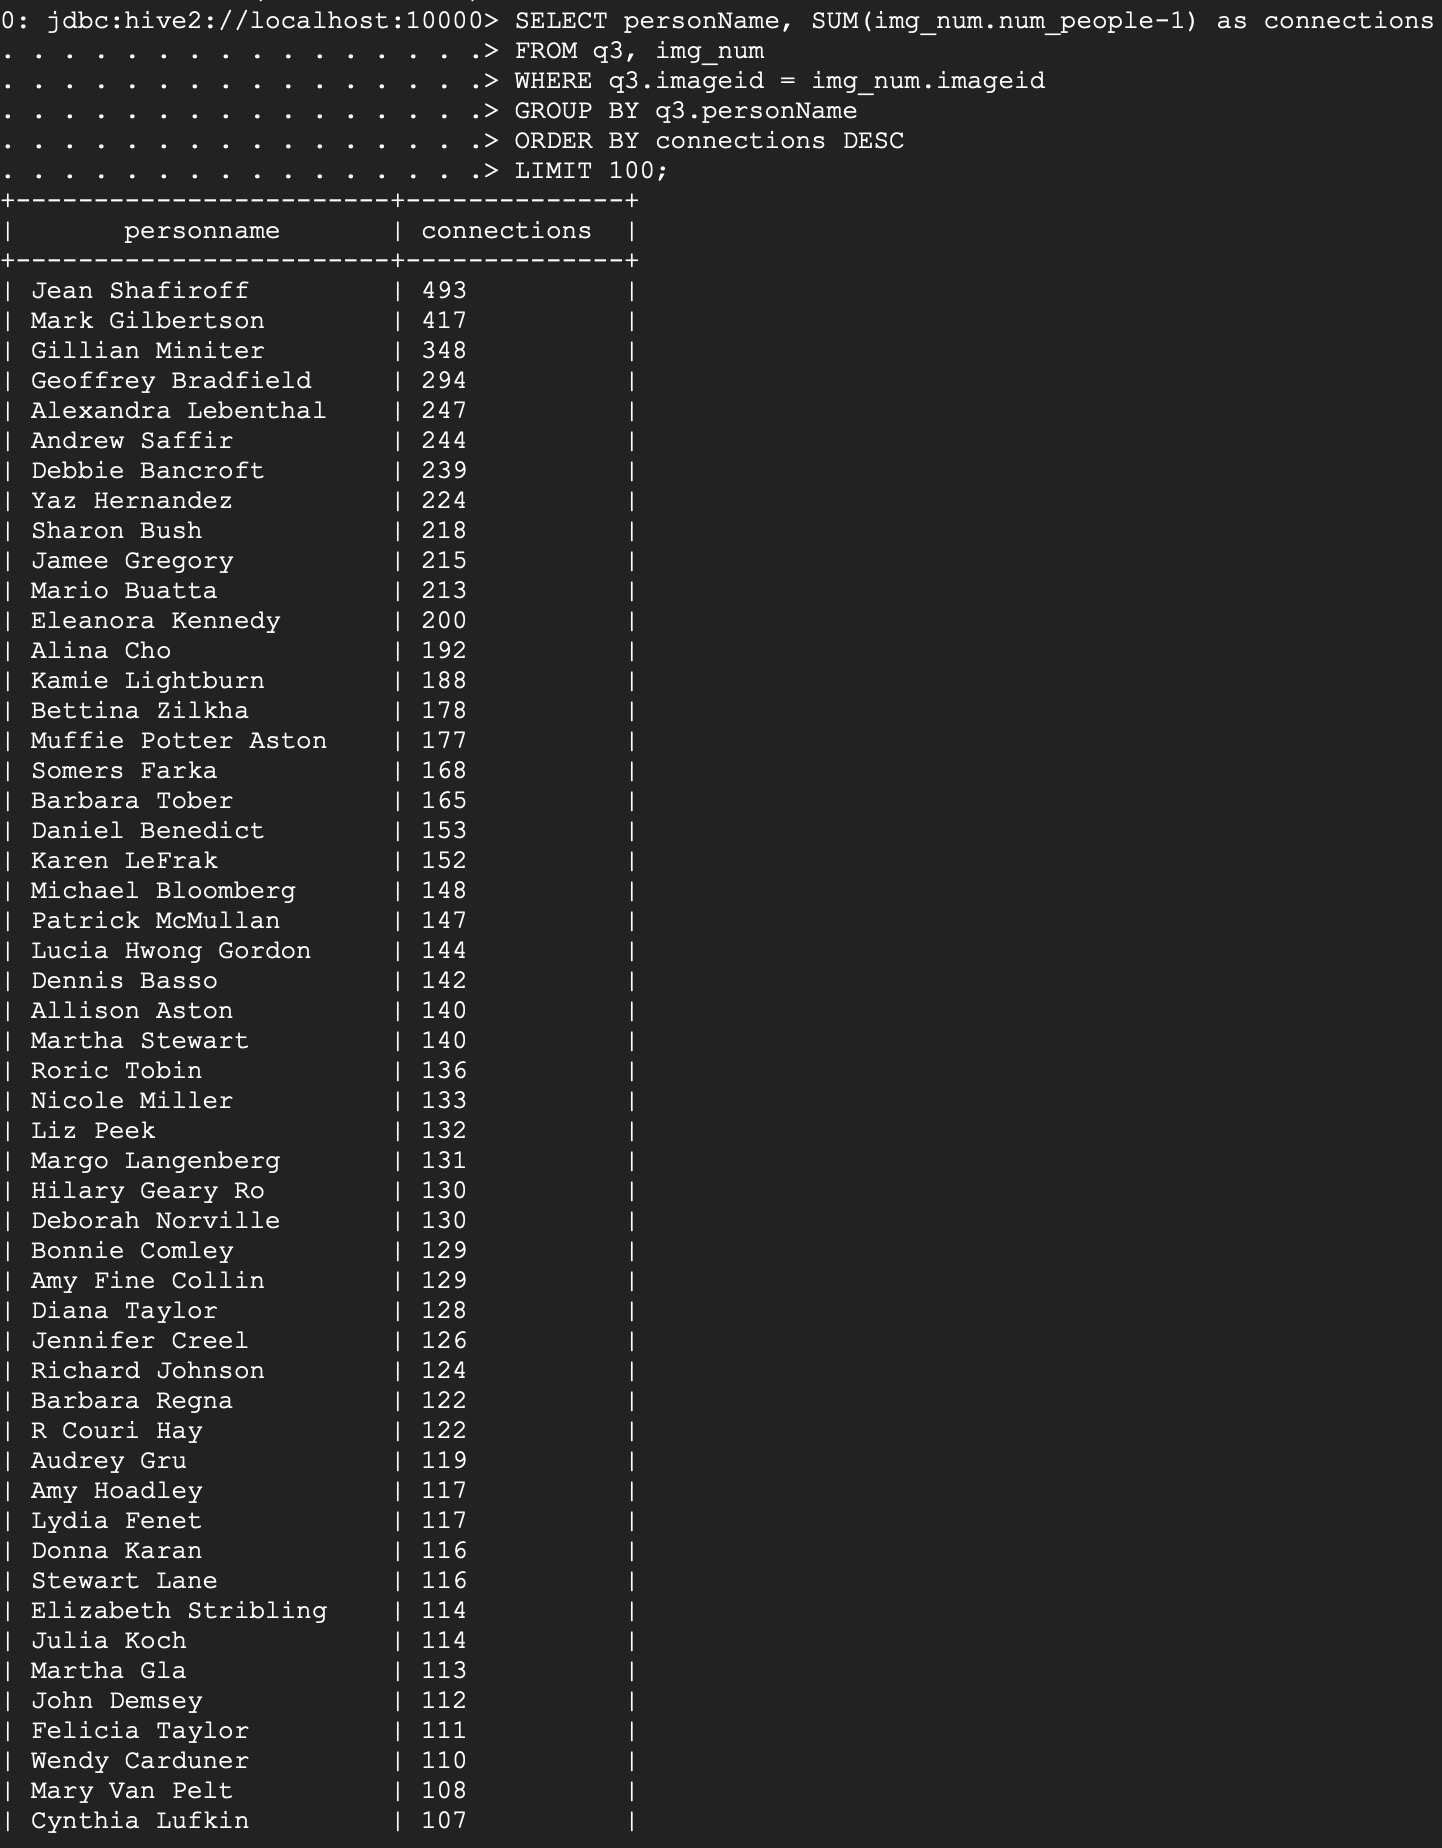 0: jdbc:hive2://localhost:10000> SELECT personName, SUM(img_num.num_people-1) as connections
. . . . . . . . . . . . . . . .> FROM q3, img_num
. . . . . . . . . . . . . . . .> WHERE q3.imageid = img_num.imageid
. . . . . . . . . . . . . . . .> GROUP BY q3.personName
. . . . . . . . . . . . . . . .> ORDER BY connections DESC
. . . . . . . . . . . . . . . .> LIMIT 100;
+------------------------+--------------+
|       personname       | connections  |
+------------------------+--------------+
| Jean Shafiroff         | 493          |
| Mark Gilbertson        | 417          |
| Gillian Miniter        | 348          |
| Geoffrey Bradfield     | 294          |
| Alexandra Lebenthal    | 247          |
| Andrew Saffir          | 244          |
| Debbie Bancroft        | 239          |
| Yaz Hernandez          | 224          |
| Sharon Bush            | 218          |
| Jamee Gregory          | 215          |
| Mario Buatta           | 213          |
| Eleanora Kennedy       | 200          |
| Alina Cho              | 192          |
| Kamie Lightburn        | 188          |
| Bettina Zilkha         | 178          |
| Muffie Potter Aston    | 177          |
| Somers Farka           | 168          |
| Barbara Tober          | 165          |
| Daniel Benedict        | 153          |
| Karen LeFrak           | 152          |
| Michael Bloomberg      | 148          |
| Patrick McMullan       | 147          |
| Lucia Hwong Gordon     | 144          |
| Dennis Basso           | 142          |
| Allison Aston          | 140          |
| Martha Stewart         | 140          |
| Roric Tobin            | 136          |
| Nicole Miller          | 133          |
| Liz Peek               | 132          |
| Margo Langenberg       | 131          |
| Hilary Geary Ro        | 130          |
| Deborah Norville       | 130          |
| Bonnie Comley          | 129          |
| Amy Fine Collin        | 129          |
| Diana Taylor           | 128          |
| Jennifer Creel         | 126          |
| Richard Johnson        | 124          |
| Barbara Regna          | 122          |
| R Couri Hay            | 122          |
| Audrey Gru             | 119          |
| Amy Hoadley            | 117          |
| Lydia Fenet            | 117          |
| Donna Karan            | 116          |
| Stewart Lane           | 116          |
| Elizabeth Stribling    | 114          |
| Julia Koch             | 114          |
| Martha Gla             | 113          |
| John Demsey            | 112          |
| Felicia Taylor         | 111          |
| Wendy Carduner         | 110          |
| Mary Van Pelt          | 108          |
| Cynthia Lufkin         | 107          |